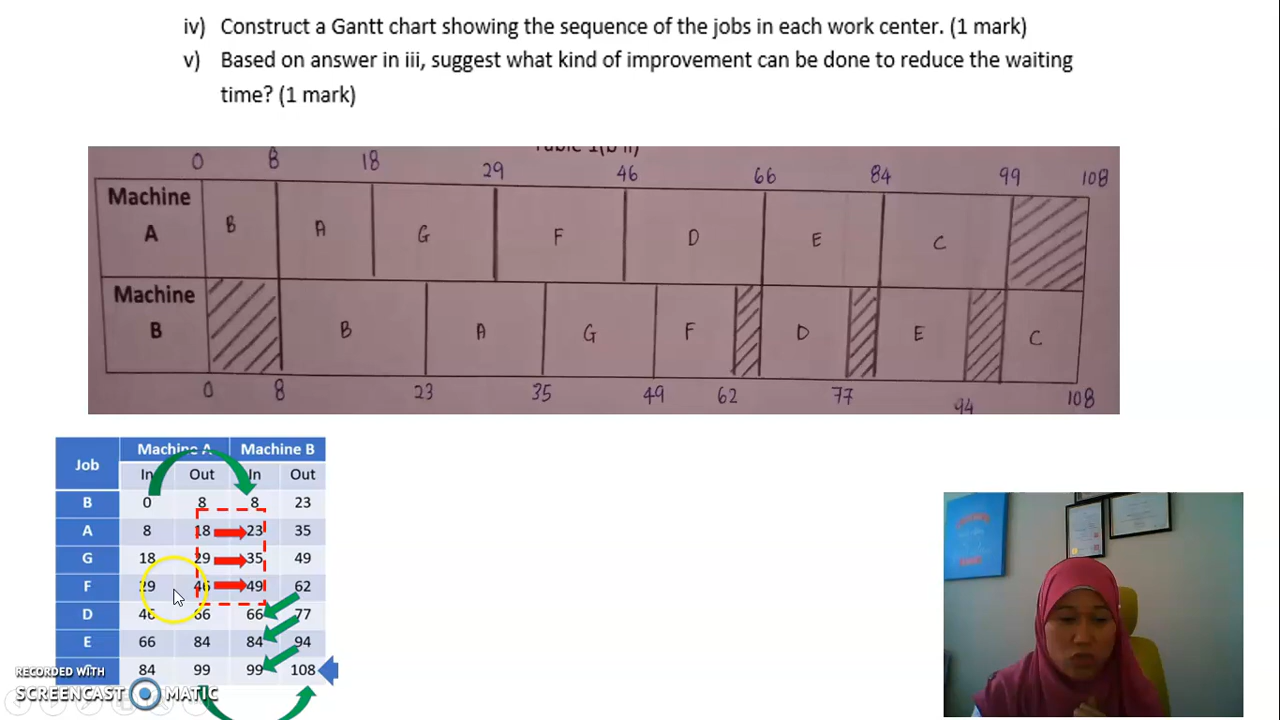 iv) Construct a Gantt chart showing the sequence of the jobs in each work center. (1 mark)
v) Based on answer in iii, suggest what kind of improvement can be done to reduce the waiting
time? (1 mark)
0 8 18 29 46 66 84 99 108
Machine A B A G F D E C
Machine B B A G F D E C
0 8 23 35 49 62 77 94 108
Job Machine A Machine B
In Out In Out
B 0 8 8 23
A 8 18 23 35
G 18 29 35 49
F 29 46 49 62
D 46 66 66 77
E 66 84 84 94
84 99 99 108
RECORDED WITH
SCREENCAST MATIC